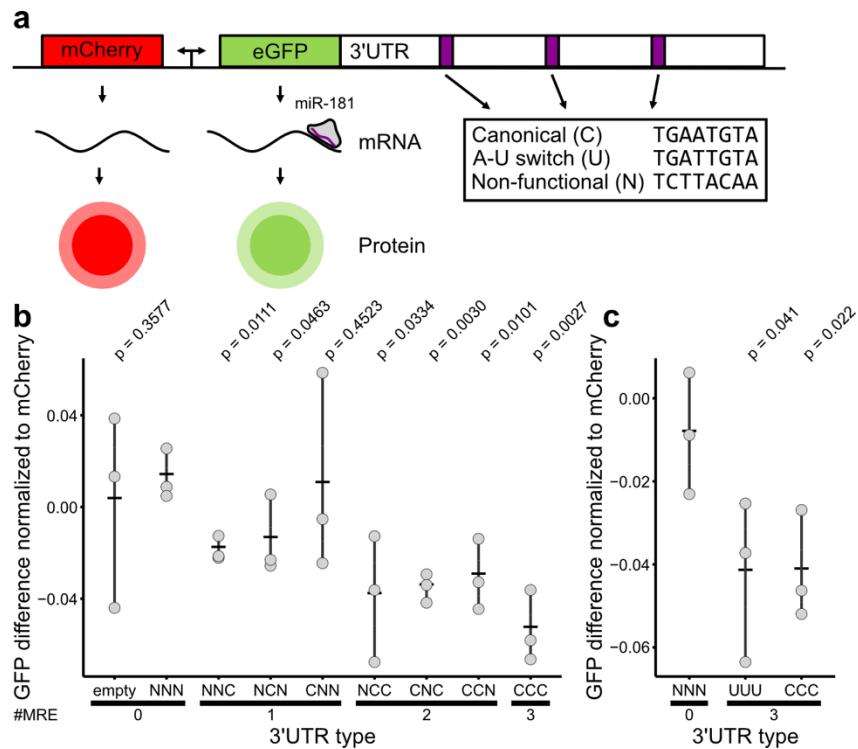 a
mCherry
eGFP
3'UTR
miR-181
mRNA
Canonical (C) TGAATGTA
A-U switch (U) TGATTGTA
Non-functional (N) TCTTACAA
Protein
b
p = 0.3577
p = 0.0111
p = 0.0463
p = 0.4523
p = 0.0334
p = 0.0030
p = 0.0101
p = 0.0027
GFP difference normalized to mCherry
0.04
0.00
−0.04
empty NNN NNC NCN CNN NCC CNC CCN CCC
#MRE 0 1 2 3
3'UTR type
c
p = 0.041
p = 0.022
GFP difference normalized to mCherry
0.00
−0.02
−0.04
−0.06
NNN UUU CCC
0 3
3'UTR type